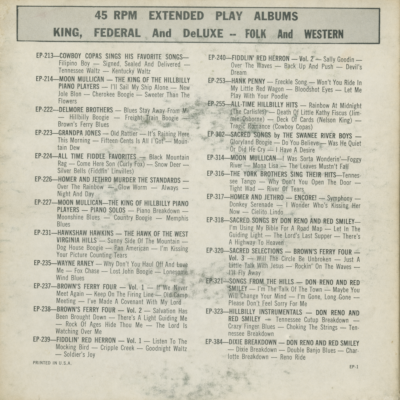 45 RPM EXTENDED PLAY ALBUMS
KING, FEDERAL And DeLUXE — FOLK And WESTERN
EP-213—COWBOY COPAS SINGS HIS FAVORITE SONGS—
Filipino Boy — Signed, Sealed And Delivered —
Tennessee Waltz — Kentucky Waltz
EP-214—MOON MULLICAN — THE KING OF THE HILLBILLY
PIANO PLAYERS — I'll Sail My Ship Alone — New
Jole Blon — Cherokee Boogie — Sweeter Than The
Flowers
EP-222—DELMORE BROTHERS — Blues Stay Away From Me
— Hillbilly Boogie — Freight Train Boogie —
Brown's Ferry Blues
EP-223—GRANDPA JONES — Old Rattler — It's Raining Here
This Morning — Fifteen Cents Is All I Got — Moun-
tain Dew
EP-224—ALL TIME FIDDLE FAVORITES — Black Mountain
Rag — Come Here Son (Curly Fox) — Snow Deer —
Silver Bells (Fiddlin' Linvilles)
EP-226—HOMER AND JETHRO MURDER THE STANDARDS —
Over The Rainbow — Slow Worm — Always —
Night And Day
EP-227—MOON MULLICAN—THE KING OF HILLBILLY PIANO
PLAYERS — PIANO SOLOS — Piano Breakdown —
Moonshine Blues — Country Boogie — Memphis
Blues
EP-231—HAWKSHAW HAWKINS — THE HAWK OF THE WEST
VIRGINIA HILLS — Sunny Side Of The Mountain —
Dog House Boogie — Pan American — I'm Kissing
Your Picture Counting Tears
EP-235—WAYNE RANEY — Why Don't You Haul Off And Love
Me — For Chane — Lost John Boogie — Lonesome
Wind Blues
EP-237—BROWN'S FERRY FOUR — Vol. 1 — If We Never
Meet Again — Keep On The Firing Line — Old Camp
Meeting — I've Made A Covenant With My Lord
EP-238—BROWN'S FERRY FOUR — Vol. 2 — Salvation Has
Been Brought Down — There's A Light Guiding Me
— Rock Of Ages Hide Thou Me — The Lord Is
Watching Over Me
EP-239—FIDDLIN' RED HERRON — Vol. 1 — Listen To The
Mocking Bird — Cripple Creek — Goodnight Waltz
— Soldier's Joy
EP-240—FIDDLIN' RED HERRON — Vol. 2 — Sally Goodin —
Over The Waves — Back Up And Push — Devil's
Dream
EP-253—HANK PENNY — Freckle Song — Won't You Ride In
My Little Red Wagon — Bloodshot Eyes — Let Me
Play With Your Poodle
EP-255—ALL-TIME HILLBILLY HITS — Rainbow At Midnight
— Death Of Little Kathy Fiscus
— Deck Of Cards (Nelson King) —
Romance (Cowboy Copas)
SACRED SONGS BY THE SWANEE RIVER BOYS —
Gloryland Boogie — Do You Believe — Was He Quiet
Or Did He Cry — I Have A Desire
EP-314—MOON MULLICAN — I Was Sorta Wonderin' — Foggy
River — Mona Lisa — The Leaves Mustn't Fall
EP-316—THE YORK BROTHERS SING THEIR HITS—Tennes-
see Tango — Why Don't You Open The Door —
Tight Wad — River Of Tears
EP-317—HOMER AND JETHRO — ENCORE! — Symphony —
Donkey Serenade — I Wonder Who's Kissing Her
Now — Cecilia Linda
EP-318—SACRED SONGS BY DON RENO AND RED SMILEY—
I'm Using My Bible For A Road Map — Let In The
Guiding Light — The Lord's Last Supper — There's
A Highway To Heaven
EP-320—SACRED SELECTIONS — BROWN'S FERRY FOUR —
Vol. 3 — Will The Circle Be Unbroken — Just A
Little Talk With Jesus — Rockin' On The Waves
— I'll Fly Away
EP-321—SONGS FROM THE HILLS — DON RENO AND RED
SMILEY — I'm The Talk Of The Town — Maybe You
Will Change Your Mind — I'm Gone, Long-Gone —
Please Don't Feel Sorry For Me
EP-323—HILLBILLY INSTRUMENTALS — DON RENO AND
RED SMILEY — Tennessee Cutup Breakdown —
Crazy Finger Blues — Choking The Strings — Ten-
nessee Breakdown
EP-384—DIXIE BREAKDOWN — DON RENO AND RED SMILEY —
Dixie Breakdown — Double Banjo Blues — Char-
lotte Breakdown — Reno Ride
PRINTED IN U.S.A.
EP-1